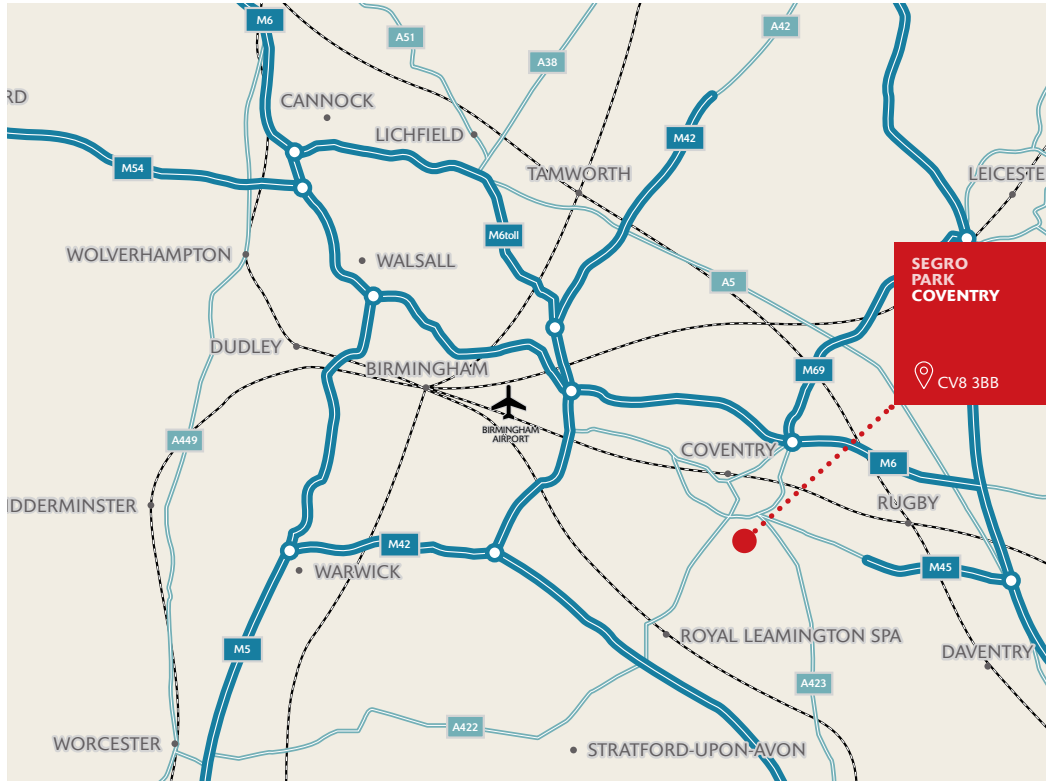 M6
A42
A51
A38
RD
CANNOCK
LICHFIELD
M42
M54
TAMWORTH
LEICESTE
M6toll
WOLVERHAMPTON
WALSALL
SEGRO
PARK
COVENTRY
A5
DUDLEY
BIRMINGHAM
M69
CV8 3BB
BIRMINGHAM
AIRPORT
A449
COVENTRY
M6
IDDERMINSTER
RUGBY
M42
WARWICK
M45
ROYAL LEAMINGTON SPA
M5
DAVENTRY
A423
A422
WORCESTER
STRATFORD-UPON-AVON